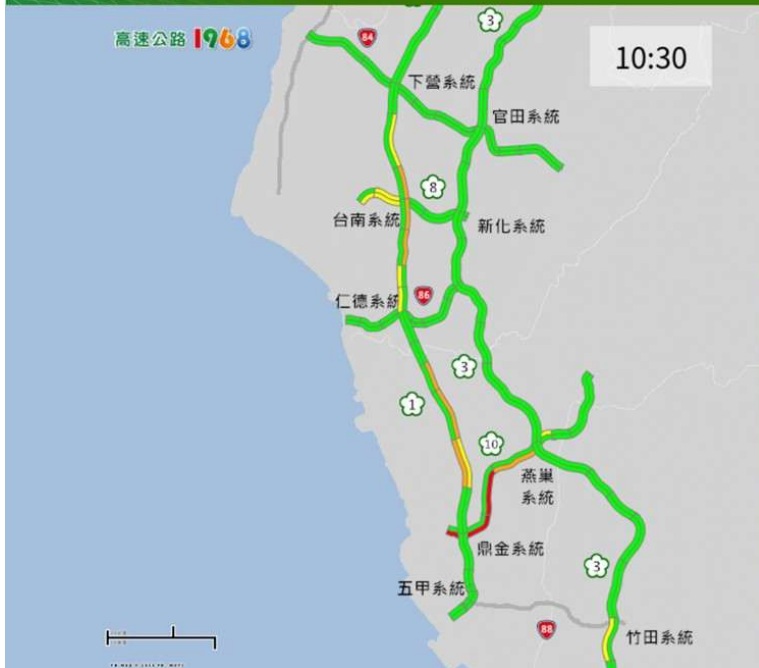 3
高速公路 1968
84
10:30
下營系統
官田系統
8
台南系統
新化系統
仁德系統
86
3
1
10
燕巢
系統
鼎金系統
3
五甲系統
88
竹田系統